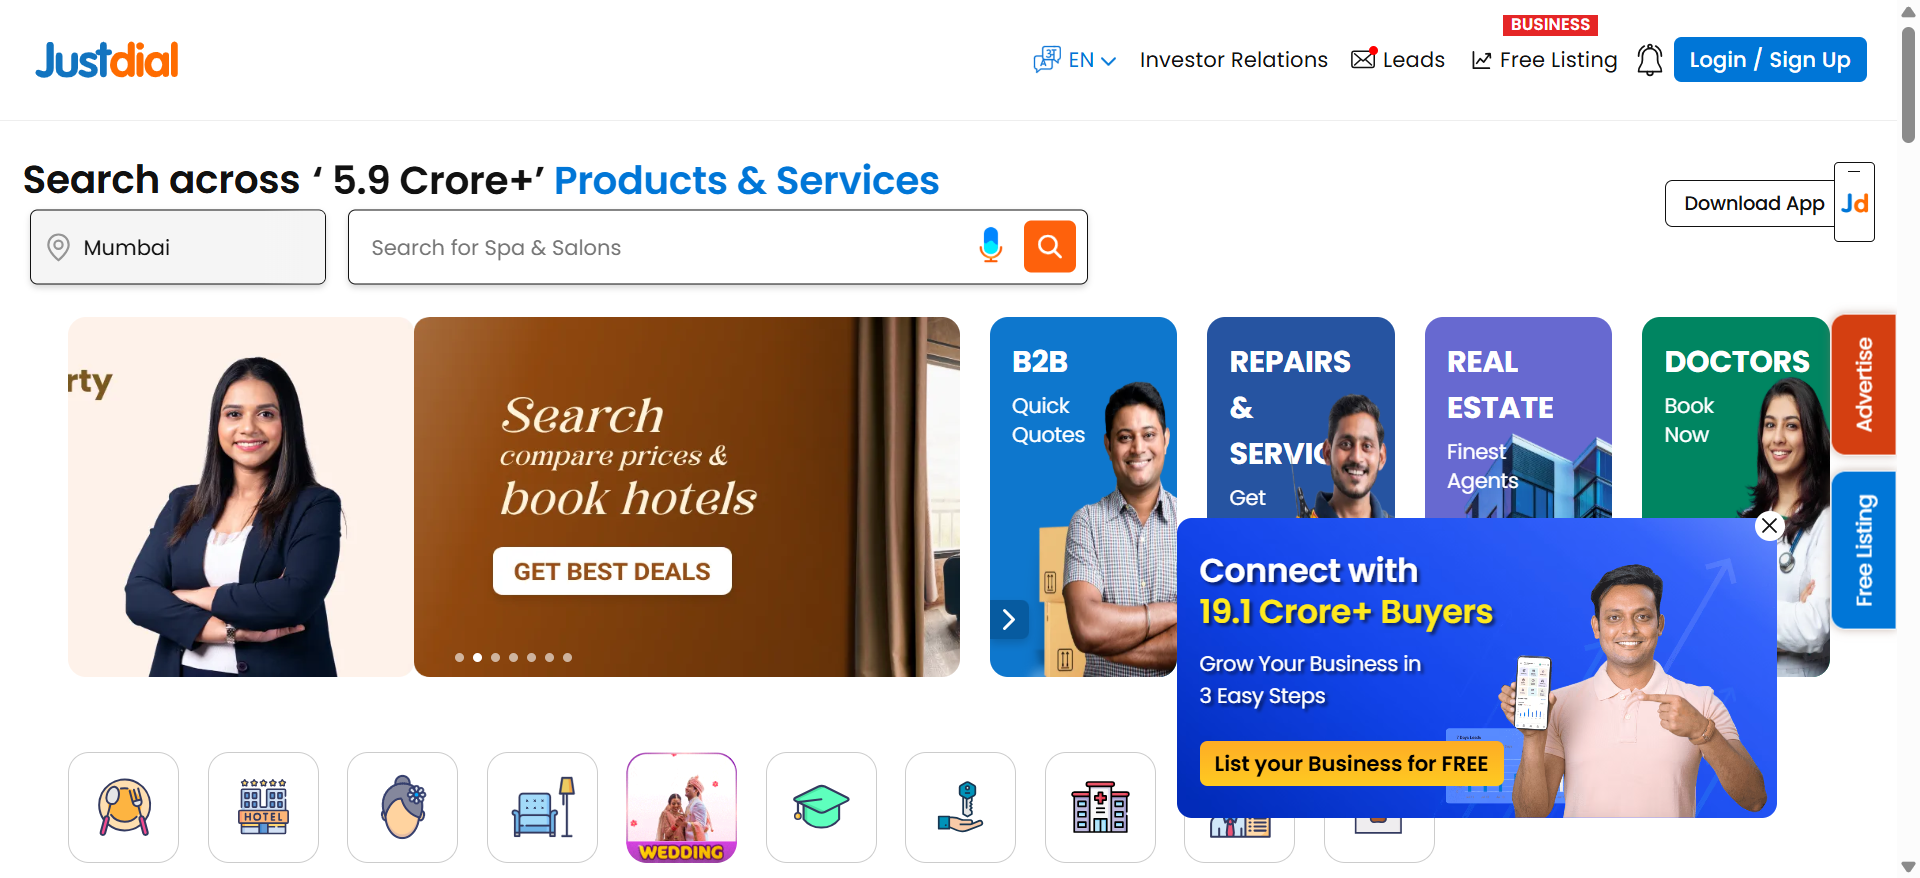 Justdial
EN
Investor Relations
Leads
BUSINESS
Free Listing
Login / Sign Up
Search across ‘ 5.9 Crore+’ Products & Services
Mumbai
Search for Spa & Salons
Download App
Jd
rty
Search
compare prices &
book hotels
GET BEST DEALS
B2B
Quick
Quotes
REPAIRS
&
SERVIC
Get
REAL
ESTATE
Finest
Agents
DOCTORS
Book
Now
Advertise
Free Listing
Connect with
19.1 Crore+ Buyers
Grow Your Business in
3 Easy Steps
List your Business for FREE
HOTEL
WEDDING